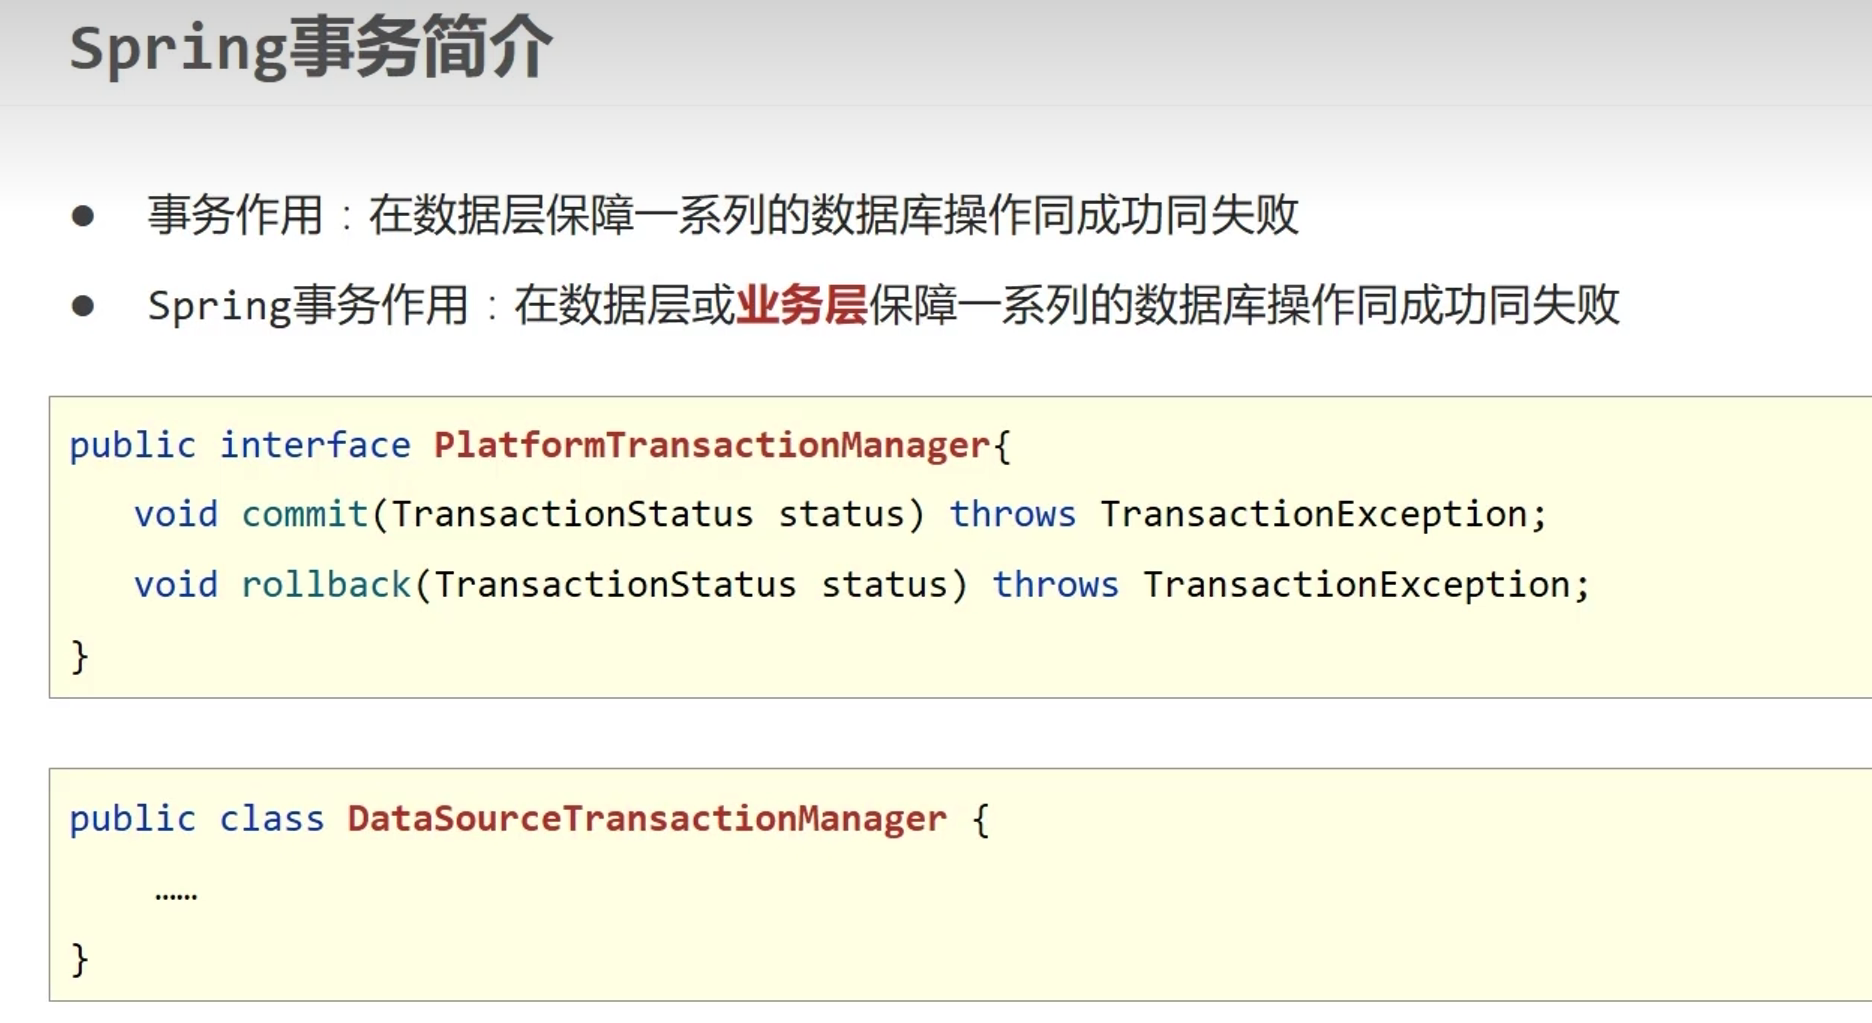 Spring事务简介
● 事务作用：在数据层保障一系列的数据库操作同成功同失败
● Spring事务作用：在数据层或业务层保障一系列的数据库操作同成功同失败
public interface PlatformTransactionManager{
void commit(TransactionStatus status) throws TransactionException;
void rollback(TransactionStatus status) throws TransactionException;
}
public class DataSourceTransactionManager {
……
}